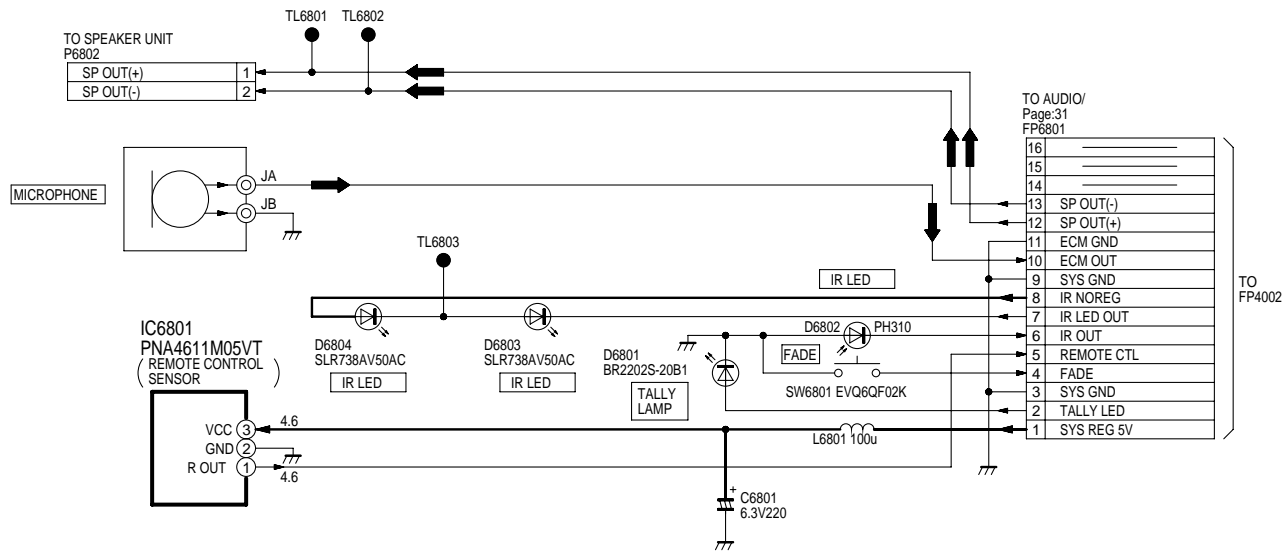 TL6801
TL6802
TO SPEAKER UNIT
P6802
SP OUT(+) 1
SP OUT(-) 2
TO AUDIO/
Page:31
FP6801
16
15
14
13 SP OUT(-)
12 SP OUT(+)
11 ECM GND
10 ECM OUT
9 SYS GND
8 IR NOREG
7 IR LED OUT
6 IR OUT
5 REMOTE CTL
4 FADE
3 SYS GND
2 TALLY LED
1 SYS REG 5V
TO
FP4002
MICROPHONE
JA
JB
TL6803
IR LED
IC6801
PNA4611M05VT
( REMOTE CONTROL
SENSOR )
D6804
SLR738AV50AC
IR LED
D6803
SLR738AV50AC
IR LED
D6801
BR2202S-20B1
TALLY
LAMP
D6802
PH310
FADE
SW6801 EVQ6QF02K
VCC 3
4.6
GND 2
R OUT 1
4.6
L6801 100u
+
C6801
6.3V220